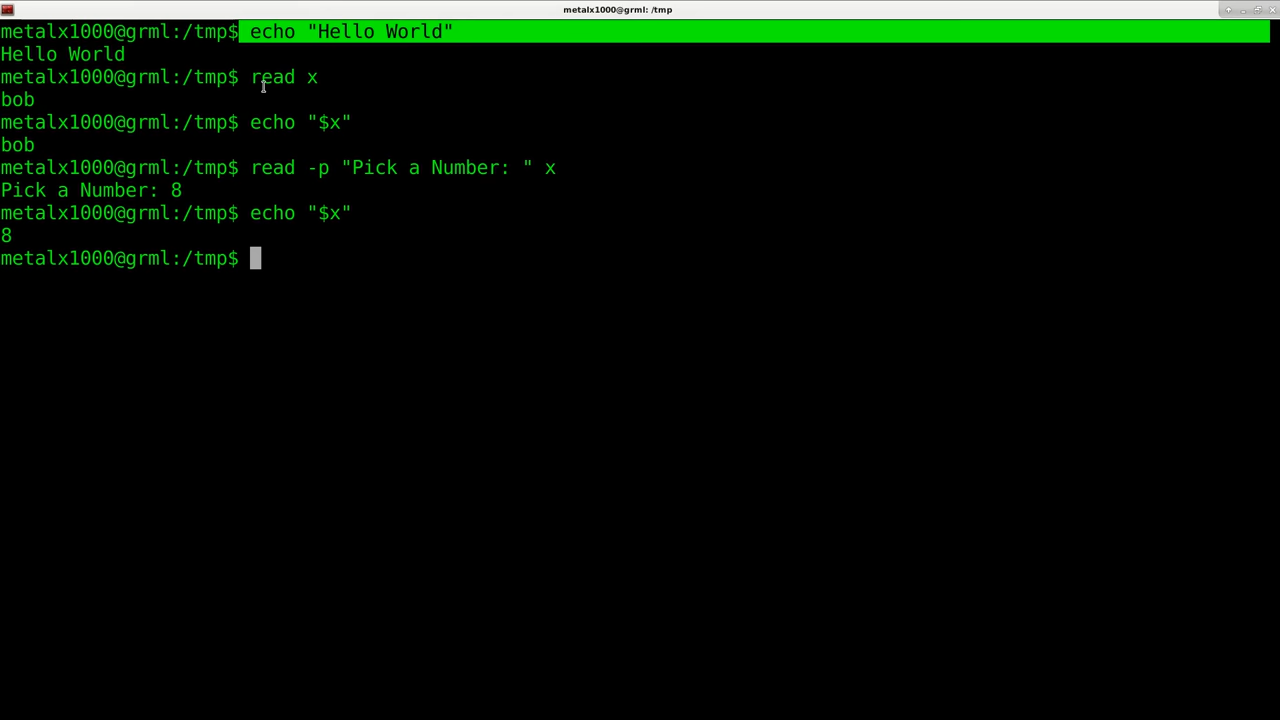 metalx1000@grml: /tmp
metalx1000@grml:/tmp$ echo "Hello World"
Hello World
metalx1000@grml:/tmp$ read x
bob
metalx1000@grml:/tmp$ echo "$x"
bob
metalx1000@grml:/tmp$ read -p "Pick a Number: " x
Pick a Number: 8
metalx1000@grml:/tmp$ echo "$x"
8
metalx1000@grml:/tmp$